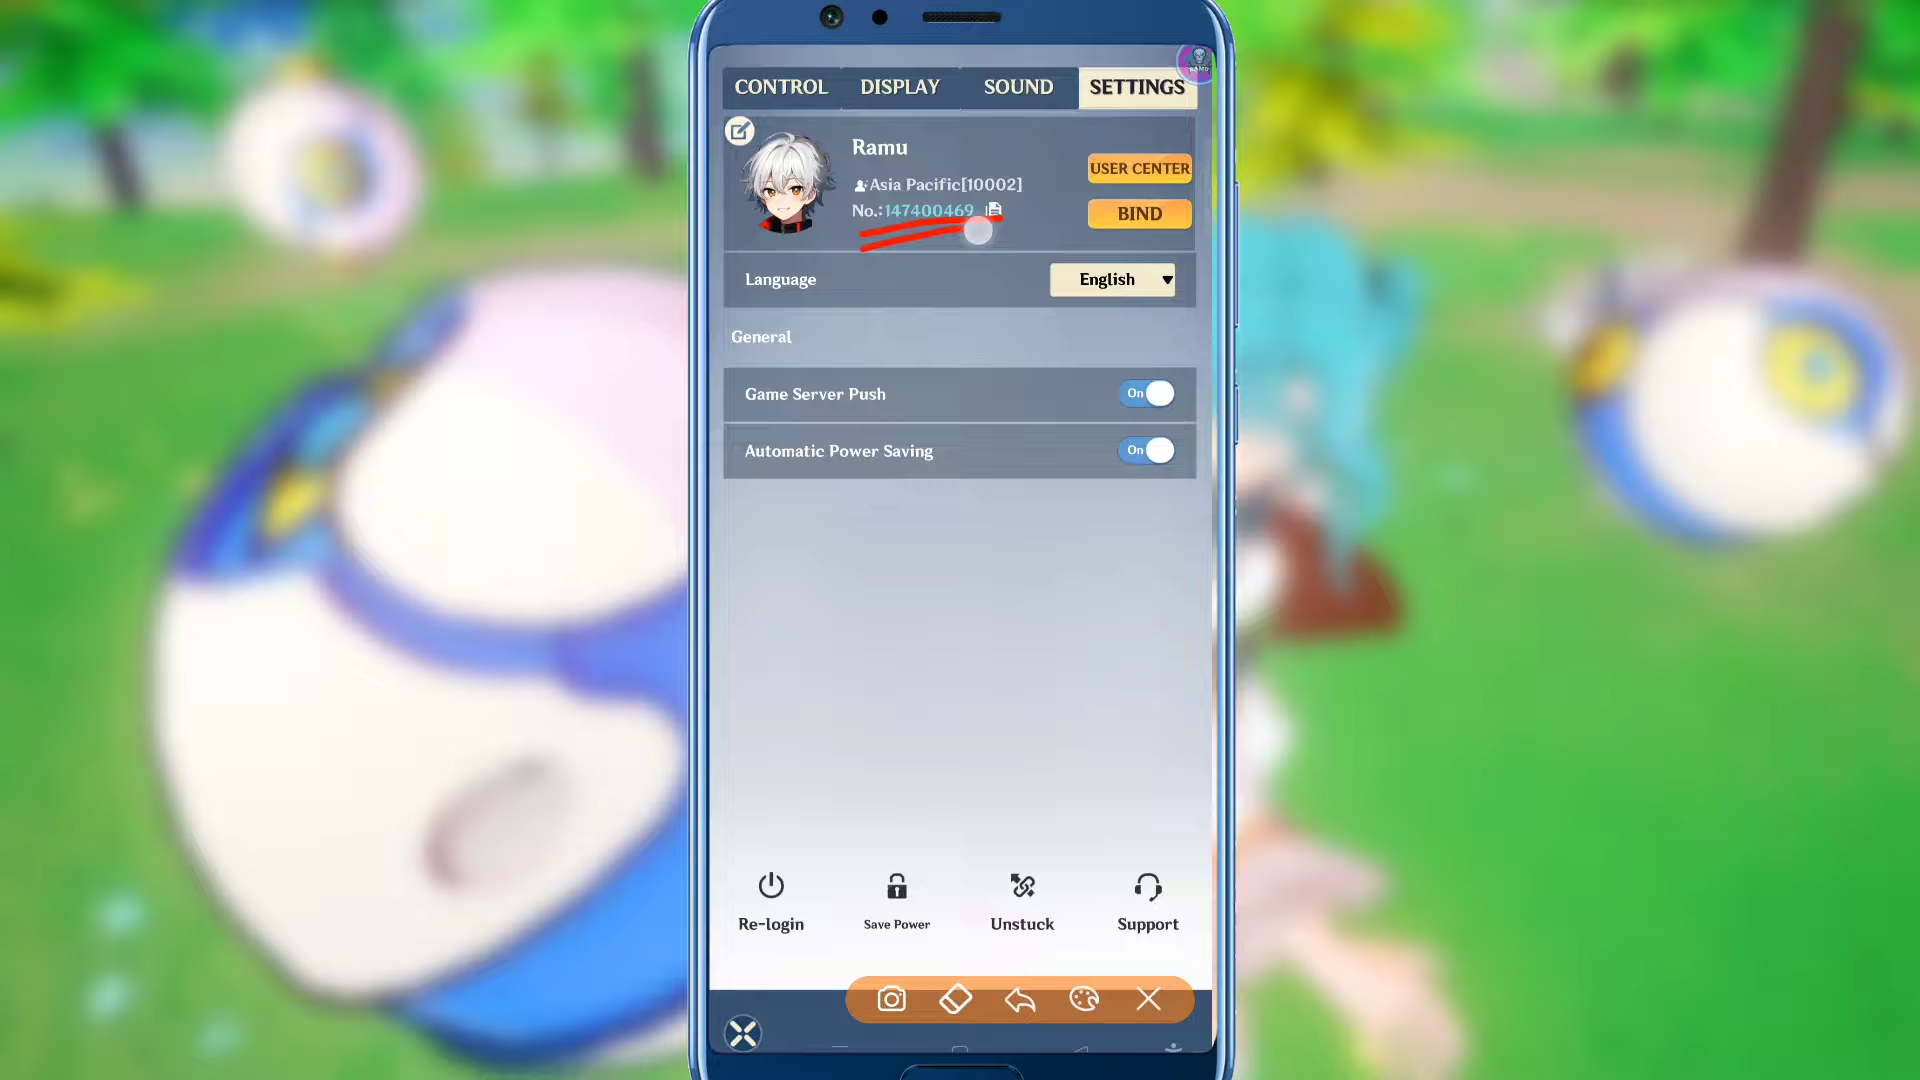 CONTROL DISPLAY SOUND SETTINGS
Ramu
Asia Pacific[10002]
No.:147400469
USER CENTER
BIND
Language English
General
Game Server Push On
Automatic Power Saving On
Re-login Save Power Unstuck Support